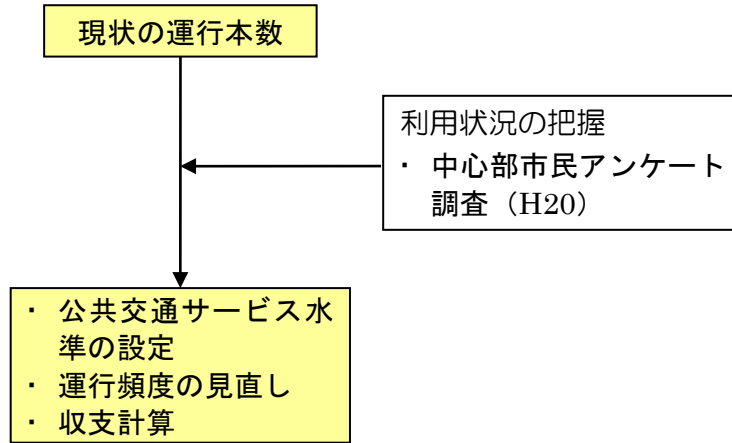 現状の運行本数
利用状況の把握
・ 中心部市民アンケート
調査（H20）
・ 公共交通サービス水
準の設定
・ 運行頻度の見直し
・ 収支計算